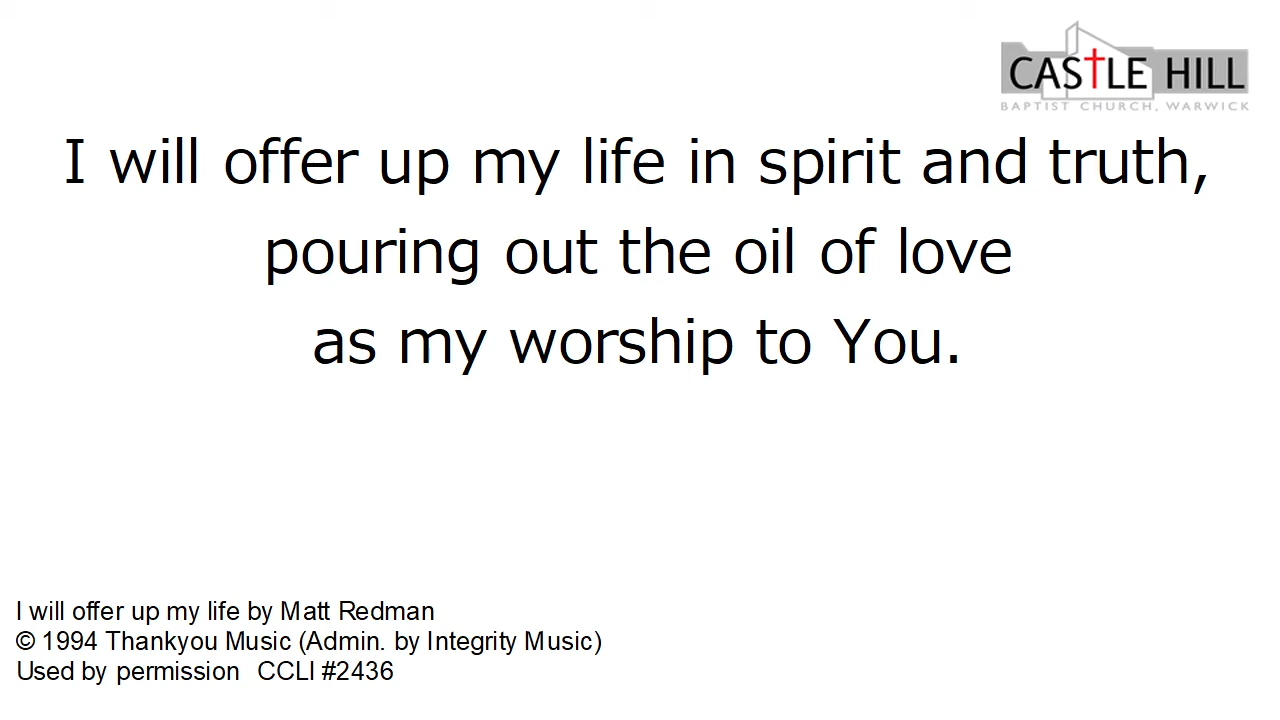 CASTLE HILL
BAPTIST CHURCH, WARWICK
I will offer up my life in spirit and truth,
pouring out the oil of love
as my worship to You.
I will offer up my life by Matt Redman
© 1994 Thankyou Music (Admin. by Integrity Music)
Used by permission CCLI #2436